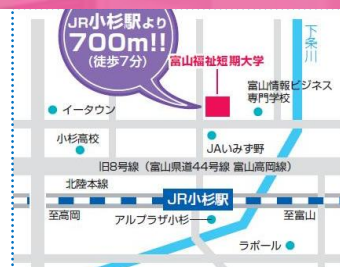 JR小杉駅より
700m!!
(徒歩7分)
富山福祉短期大学
下条川
富山情報ビジネス
専門学校
イータウン
小杉高校
JAいみず野
旧8号線（富山県道44号線 富山高岡線）
北陸本線
JR小杉駅
至高岡
アルプラザ小杉
至富山
ラポール